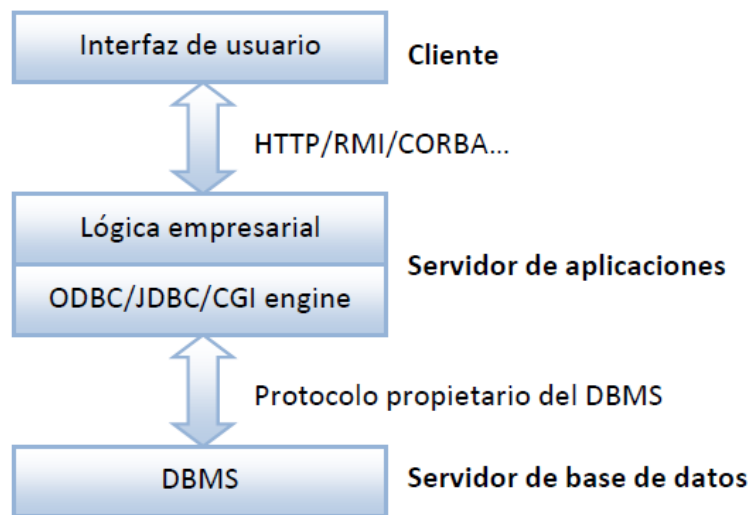 Interfaz de usuario
Cliente
HTTP/RMI/CORBA...
Lógica empresarial
Servidor de aplicaciones
ODBC/JDBC/CGI engine
Protocolo propietario del DBMS
DBMS
Servidor de base de datos